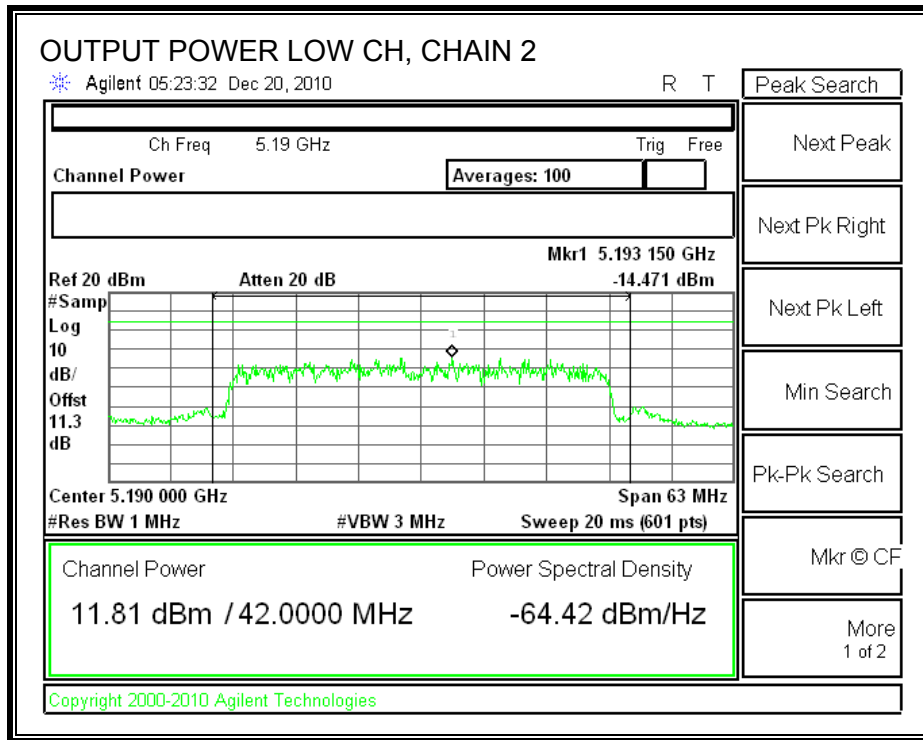 OUTPUT POWER LOW CH, CHAIN 2
Agilent 05:23:32 Dec 20, 2010 R T
Peak Search
Ch Freq 5.19 GHz Trig Free
Channel Power Averages: 100
Mkr1 5.193 150 GHz
Ref 20 dBm Atten 20 dB -14.471 dBm
#Samp
Log
10
dB/
Offst
11.3
dB
1
Center 5.190 000 GHz Span 63 MHz
#Res BW 1 MHz #VBW 3 MHz Sweep 20 ms (601 pts)
Channel Power Power Spectral Density
11.81 dBm / 42.0000 MHz -64.42 dBm/Hz
Next Peak
Next Pk Right
Next Pk Left
Min Search
Pk-Pk Search
Mkr © CF
More
1 of 2
Copyright 2000-2010 Agilent Technologies